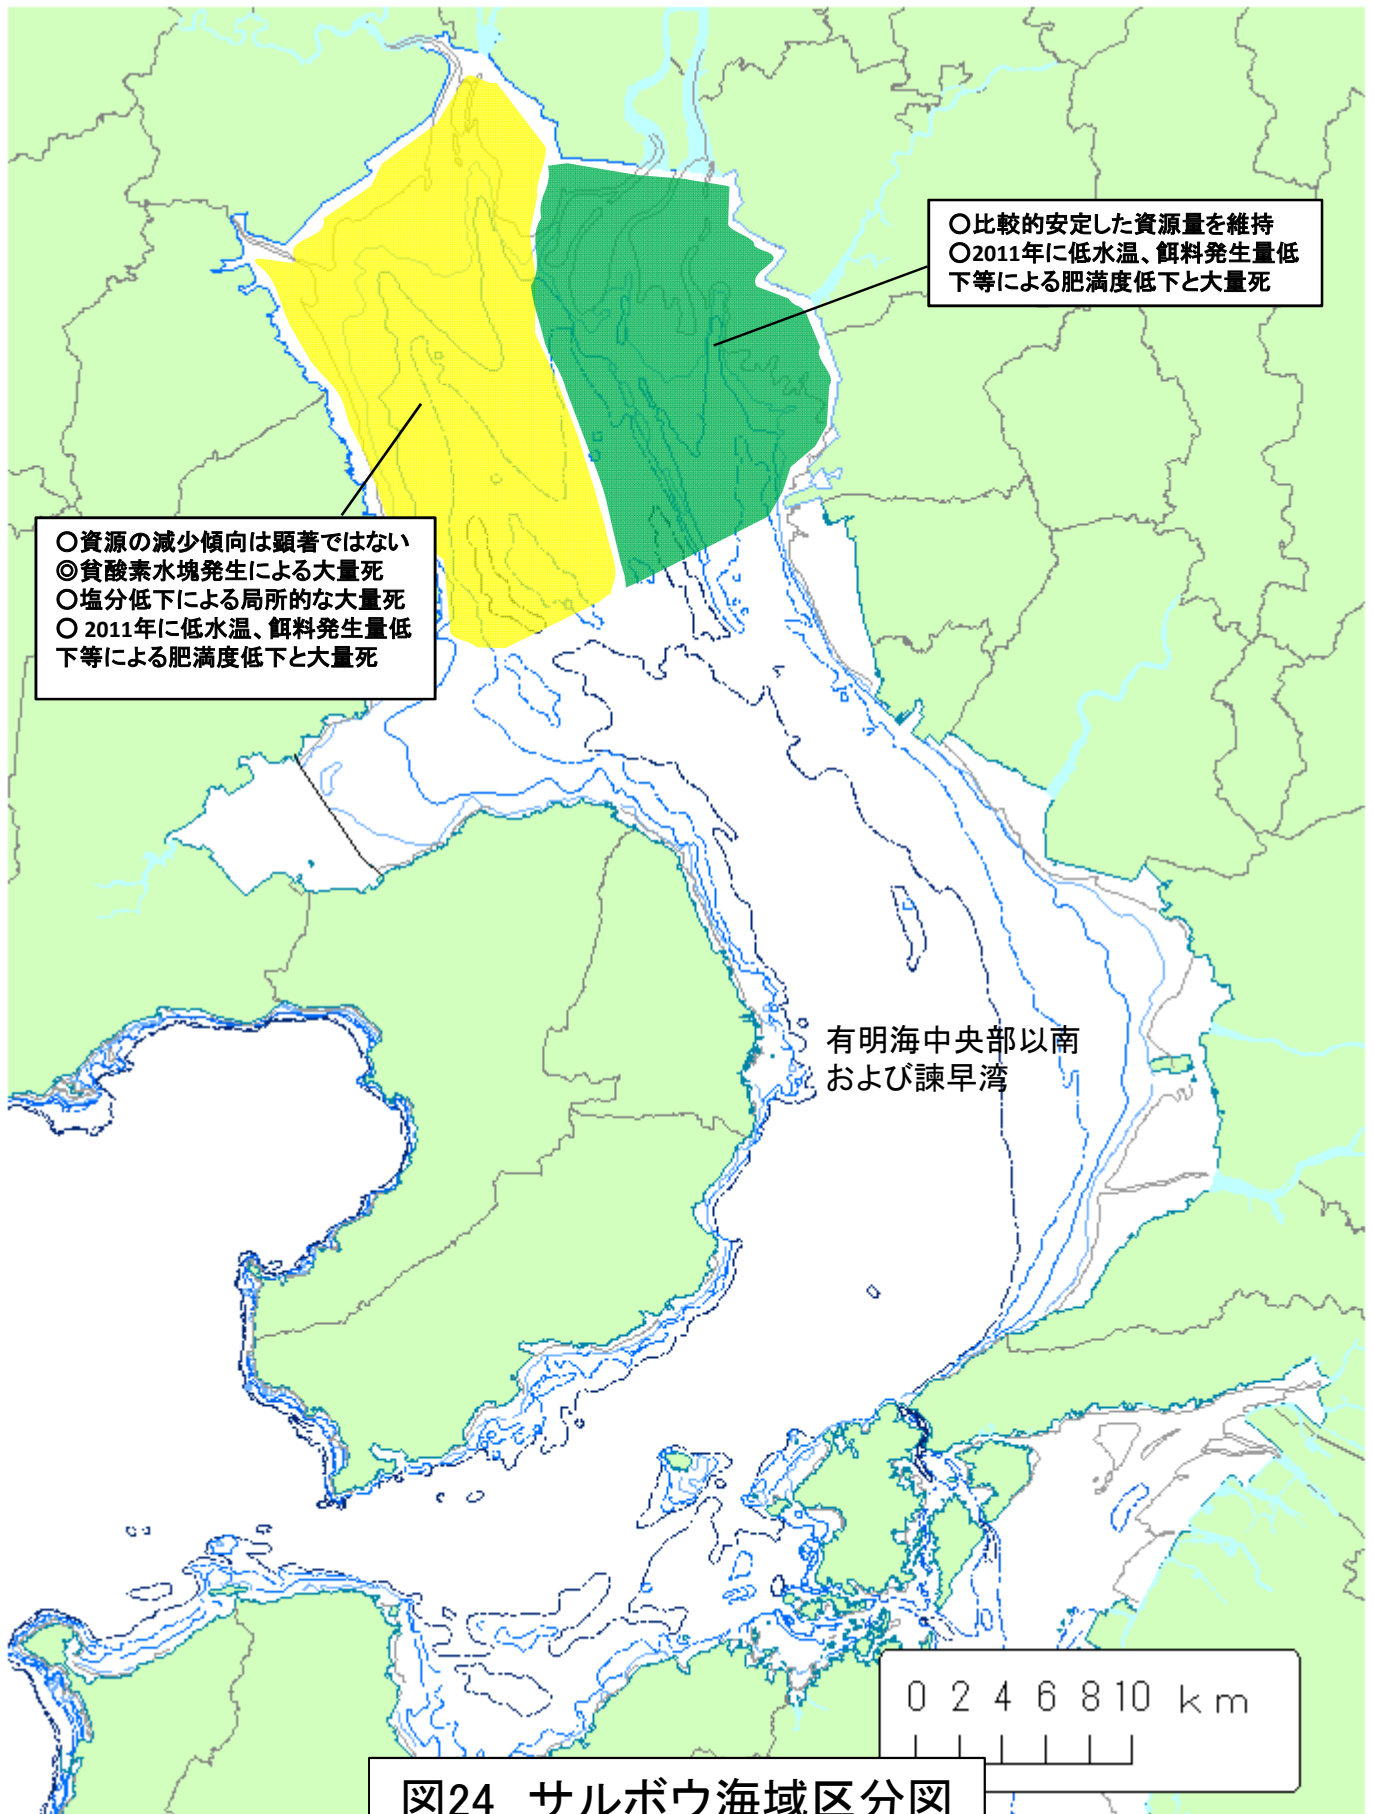 ○比較的安定した資源量を維持
○2011年に低水温、餌料発生量低
下等による肥満度低下と大量死
○資源の減少傾向は顕著ではない
◎貧酸素水塊発生による大量死
○塩分低下による局所的な大量死
○ 2011年に低水温、餌料発生量低
下等による肥満度低下と大量死
有明海中央部以南
および諫早湾
0 2 4 6 8 10 km
図24 サルボウ海域区分図